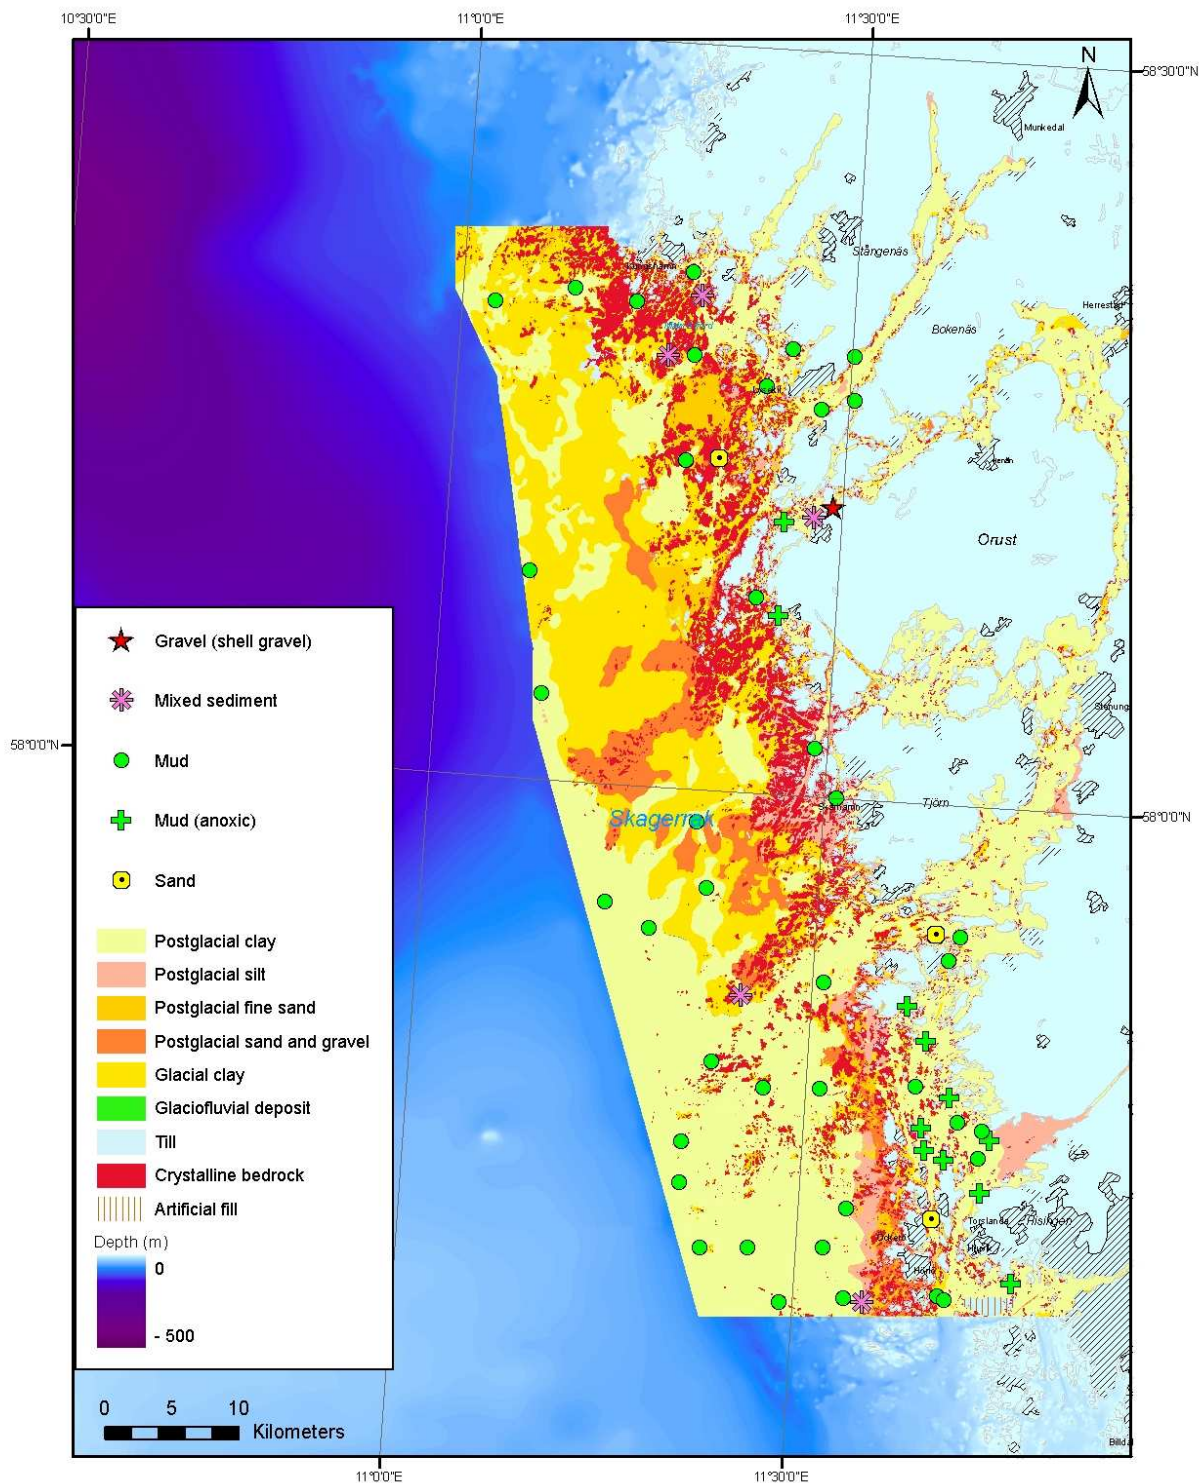 10°30'0"E
11°0'0"E
11°30'0"E
N
58°30'0"N
Munkedal
Stångenäs
Herrestad
Bokenäs
Orust
Gravel (shell gravel)
Mixed sediment
Stenungs
58°0'0"N
Mud
Tjörn
Skagerrak
58°0'0"N
Mud (anoxic)
Sand
Postglacial clay
Postglacial silt
Postglacial fine sand
Postglacial sand and gravel
Glacial clay
Glaciofluvial deposit
Till
Crystalline bedrock
Artificial fill
Torslanda
Hisingen
Depth (m)
0
- 500
0 5 10
Kilometers
Billdal
11°0'0"E
11°30'0"E